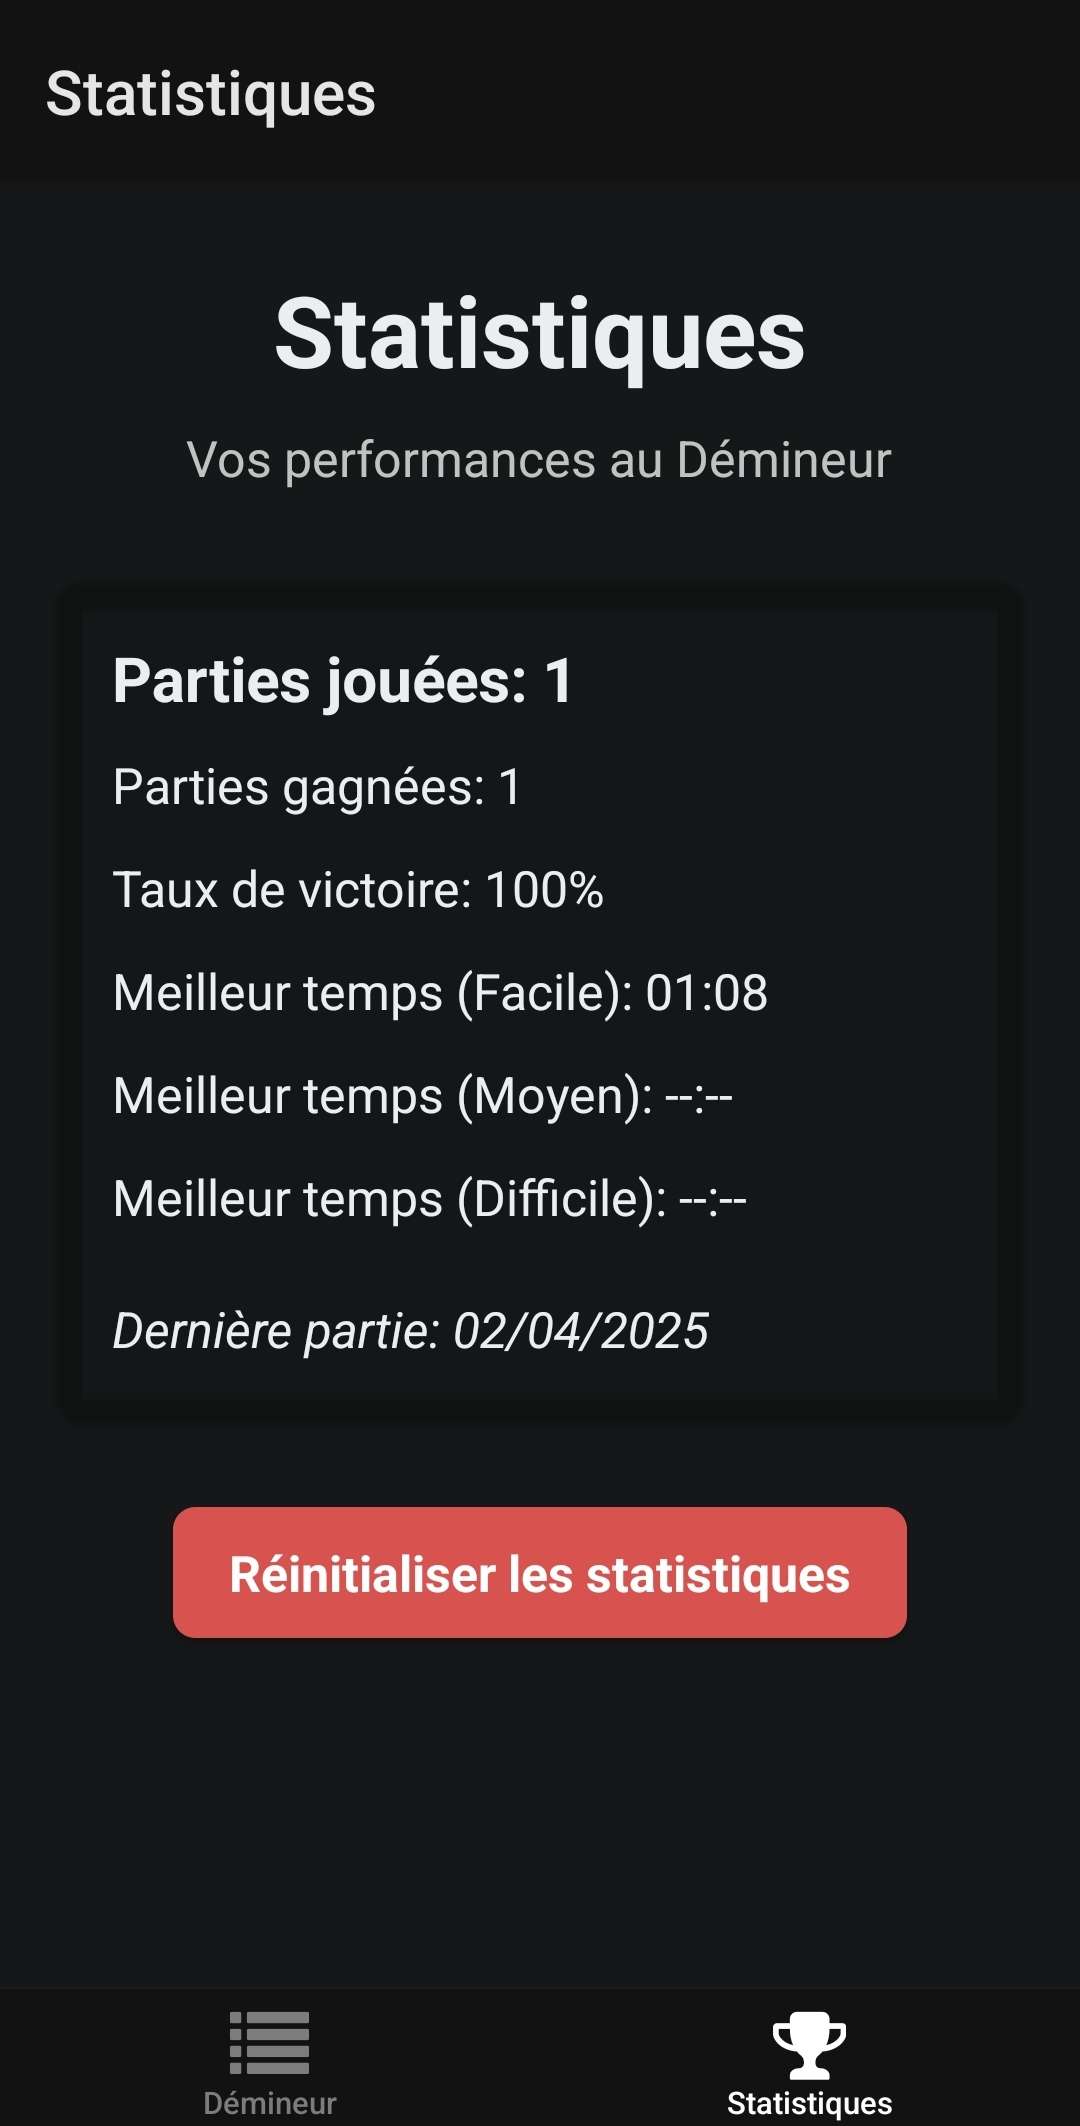 Statistiques
Statistiques
Vos performances au Démineur
Parties jouées: 1
Parties gagnées: 1
Taux de victoire: 100%
Meilleur temps (Facile): 01:08
Meilleur temps (Moyen): --:--
Meilleur temps (Difficile): --:--
Dernière partie: 02/04/2025
Réinitialiser les statistiques
Démineur
Statistiques